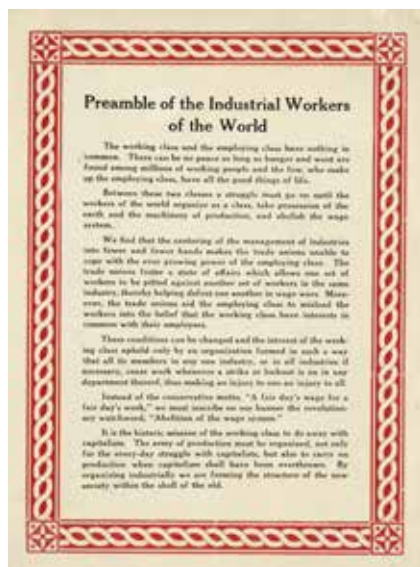 Preamble of the Industrial Workers
of the World
The working class and the employing class have nothing in
common. There can be no peace so long as hunger and want are
found among millions of working people and the few, who make
up the employing class, have all the good things of life.
Between these two classes a struggle must go on until the
workers of the world organize as a class, take possession of the
earth and the machinery of production, and abolish the wage
system.
We find that the centering of the management of industries
into fewer and fewer hands makes the trade unions unable to
cope with the ever growing power of the employing class. The
trade unions foster a state of affairs which allows one set of
workers to be pitted against another set of workers in the same
industry, thereby helping defeat one another in wage wars. More-
over, the trade unions aid the employing class to mislead the
workers into the belief that the working class have interests in
common with their employers.
These conditions can be changed and the interest of the work-
ing class upheld only by an organization formed in such a way
that all its members in any one industry, or in all industries if
necessary, cease work whenever a strike or lockout is on in any
department thereof, thus making an injury to one an injury to all.
Instead of the conservative motto, "A fair day's wage for a
fair day's work," we must inscribe on our banner the revolution-
ary watchword, "Abolition of the wage system."
It is the historic mission of the working class to do away with
capitalism. The army of production must be organized, not only
for the every-day struggle with capitalists, but also to carry on
production when capitalism shall have been overthrown. By
organizing industrially we are forming the structure of the new
society within the shell of the old.